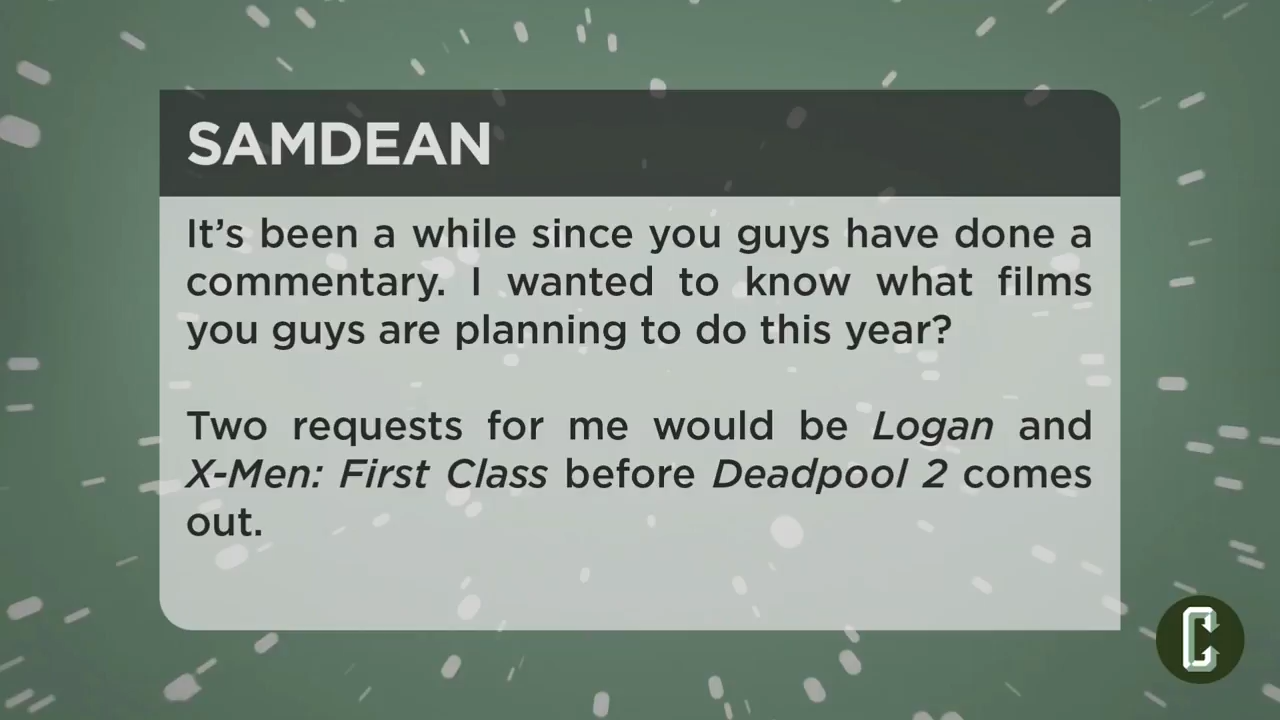 SAMDEAN
It's been a while since you guys have done a
commentary. I wanted to know what films
you guys are planning to do this year?
Two requests for me would be Logan and
X-Men: First Class before Deadpool 2 comes
out.
C